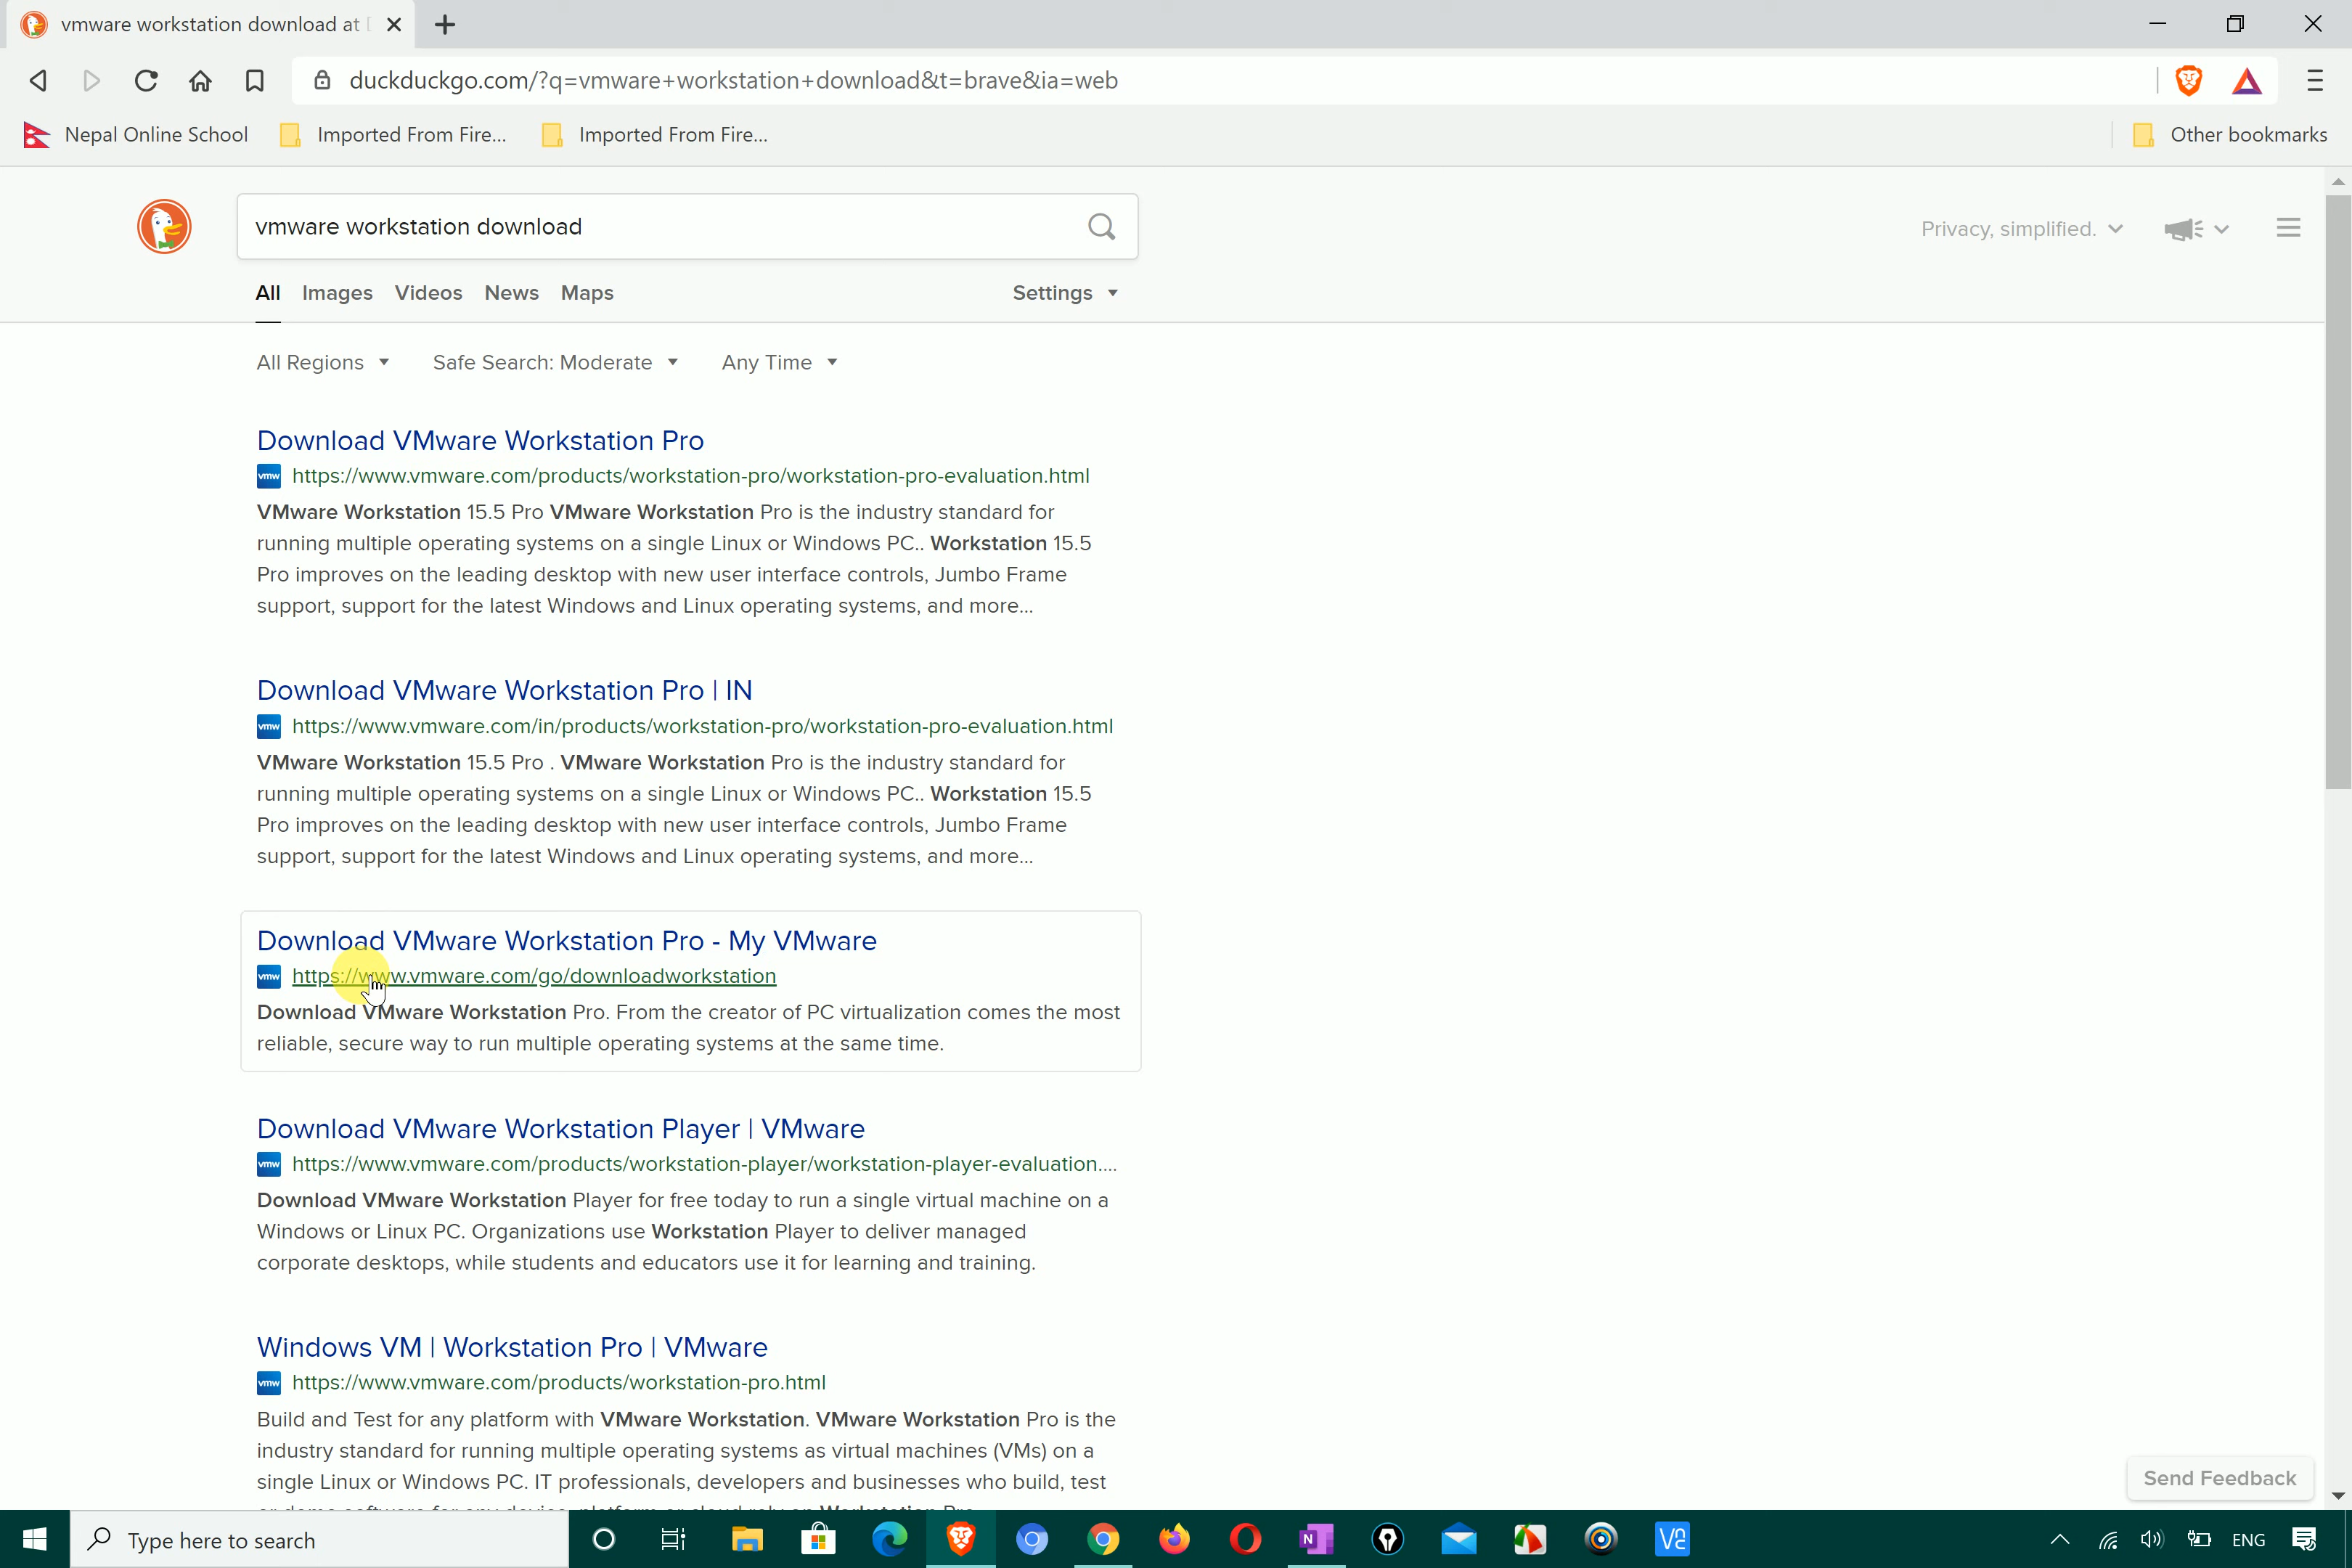 vmware workstation download at
duckduckgo.com/?q=vmware+workstation+download&t=brave&ia=web
Nepal Online School Imported From Fire... Imported From Fire... Other bookmarks
vmware workstation download
Privacy, simplified.
All Images Videos News Maps Settings
All Regions Safe Search: Moderate Any Time
Download VMware Workstation Pro
vmw https://www.vmware.com/products/workstation-pro/workstation-pro-evaluation.html
VMware Workstation 15.5 Pro VMware Workstation Pro is the industry standard for
running multiple operating systems on a single Linux or Windows PC.. Workstation 15.5
Pro improves on the leading desktop with new user interface controls, Jumbo Frame
support, support for the latest Windows and Linux operating systems, and more...
Download VMware Workstation Pro | IN
vmw https://www.vmware.com/in/products/workstation-pro/workstation-pro-evaluation.html
VMware Workstation 15.5 Pro . VMware Workstation Pro is the industry standard for
running multiple operating systems on a single Linux or Windows PC.. Workstation 15.5
Pro improves on the leading desktop with new user interface controls, Jumbo Frame
support, support for the latest Windows and Linux operating systems, and more...
Download VMware Workstation Pro - My VMware
vmw https://www.vmware.com/go/downloadworkstation
Download VMware Workstation Pro. From the creator of PC virtualization comes the most
reliable, secure way to run multiple operating systems at the same time.
Download VMware Workstation Player | VMware
vmw https://www.vmware.com/products/workstation-player/workstation-player-evaluation....
Download VMware Workstation Player for free today to run a single virtual machine on a
Windows or Linux PC. Organizations use Workstation Player to deliver managed
corporate desktops, while students and educators use it for learning and training.
Windows VM | Workstation Pro | VMware
vmw https://www.vmware.com/products/workstation-pro.html
Build and Test for any platform with VMware Workstation. VMware Workstation Pro is the
industry standard for running multiple operating systems as virtual machines (VMs) on a
single Linux or Windows PC. IT professionals, developers and businesses who build, test
Send Feedback
Type here to search
ENG